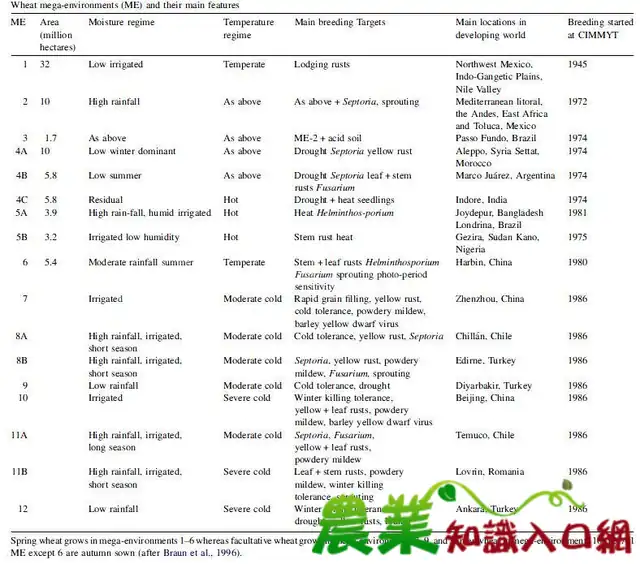 Wheat mega-environments (ME) and their main features
ME Area (million hectares) Moisture regime Temperature regime Main breeding Targets Main locations in developing world Breeding started at CIMMYT
1 32 Low irrigated Temperate Lodging rusts Northwest Mexico, Indo-Gangetic Plains, Nile Valley 1945
2 10 High rainfall As above As above + Septoria, sprouting Mediterranean litoral, the Andes, East Africa and Toluca, Mexico 1972
3 1.7 As above As above ME-2 + acid soil Passo Fundo, Brazil 1974
4A 10 Low winter dominant As above Drought Septoria yellow rust Aleppo, Syria Settat, Morocco 1974
4B 5.8 Low summer As above Drought Septoria leaf + stem rusts Fusarium Marco Juárez, Argentina 1974
4C 5.8 Residual Hot Drought + heat seedlings Indore, India 1974
5A 3.9 High rain-fall, humid irrigated Hot Heat Helminthos-porium Joydepur, Bangladesh Londrina, Brazil 1981
5B 3.2 Irrigated low humidity Hot Stem rust heat Gezira, Sudan Kano, Nigeria 1975
6 5.4 Moderate rainfall summer Temperate Stem + leaf rusts Helminthosporium Fusarium sprouting photo-period sensitivity Harbin, China 1980
7 Irrigated Moderate cold Rapid grain filling, yellow rust, cold tolerance, powdery mildew, barley yellow dwarf virus Zhenzhou, China 1986
8A High rainfall, irrigated, short season Moderate cold Cold tolerance, yellow rust, Septoria Chillán, Chile 1986
8B High rainfall, irrigated, short season Moderate cold Septoria, yellow rust, powdery mildew, Fusarium, sprouting Edirne, Turkey 1986
9 Low rainfall Moderate cold Cold tolerance, drought Diyarbakir, Turkey 1986
10 Irrigated Severe cold Winter killing tolerance, yellow + leaf rusts, powdery mildew, barley yellow dwarf virus Beijing, China 1986
11A High rainfall, irrigated, long season Moderate cold Septoria, Fusarium, yellow + leaf rusts, powdery mildew Temuco, Chile 1986
11B High rainfall, irrigated, short season Severe cold Leaf + stem rusts, powdery mildew, winter killing tolerance, sprouting Lovrin, Romania 1986
12 Low rainfall Severe cold Winter drought Ankara, Turkey 1986
Spring wheat grows in mega-environments 1–6 whereas facultative wheat grows
ME except 6 are autumn sown (after Braun et al., 1996).
農業知識入口網